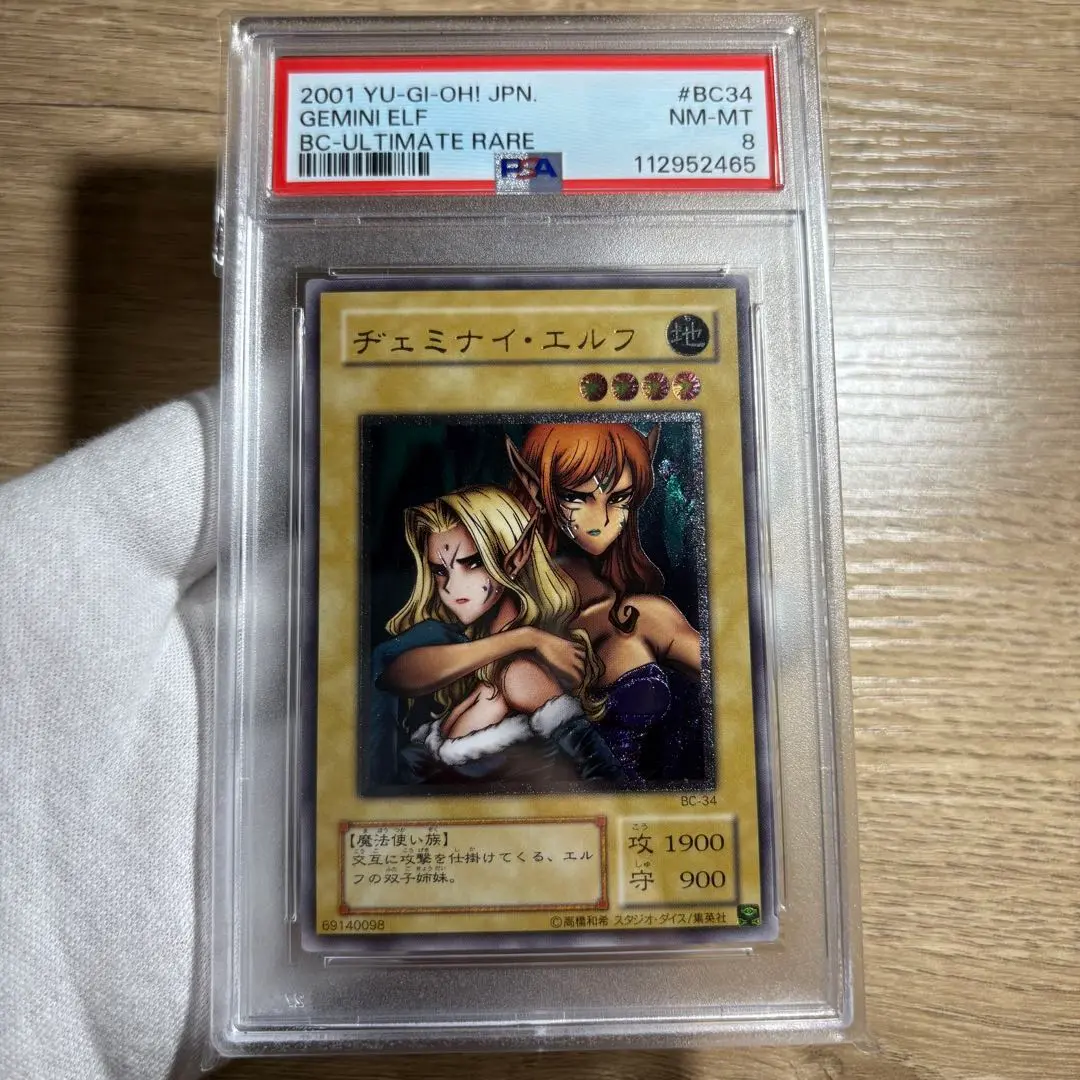 2001 YU-GI-OH! JPN. #BC34
GEMINI ELF NM-MT
BC-ULTIMATE RARE 8
PSA 112952465
ヂェミナイ・エルフ 地
BC-34
【魔法使い族】
交互に攻撃を仕掛けてくる、エル
フの双子姉妹。
攻 1900
守 900
69140098 ©高橋和希 スタジオ・ダイス/集英社